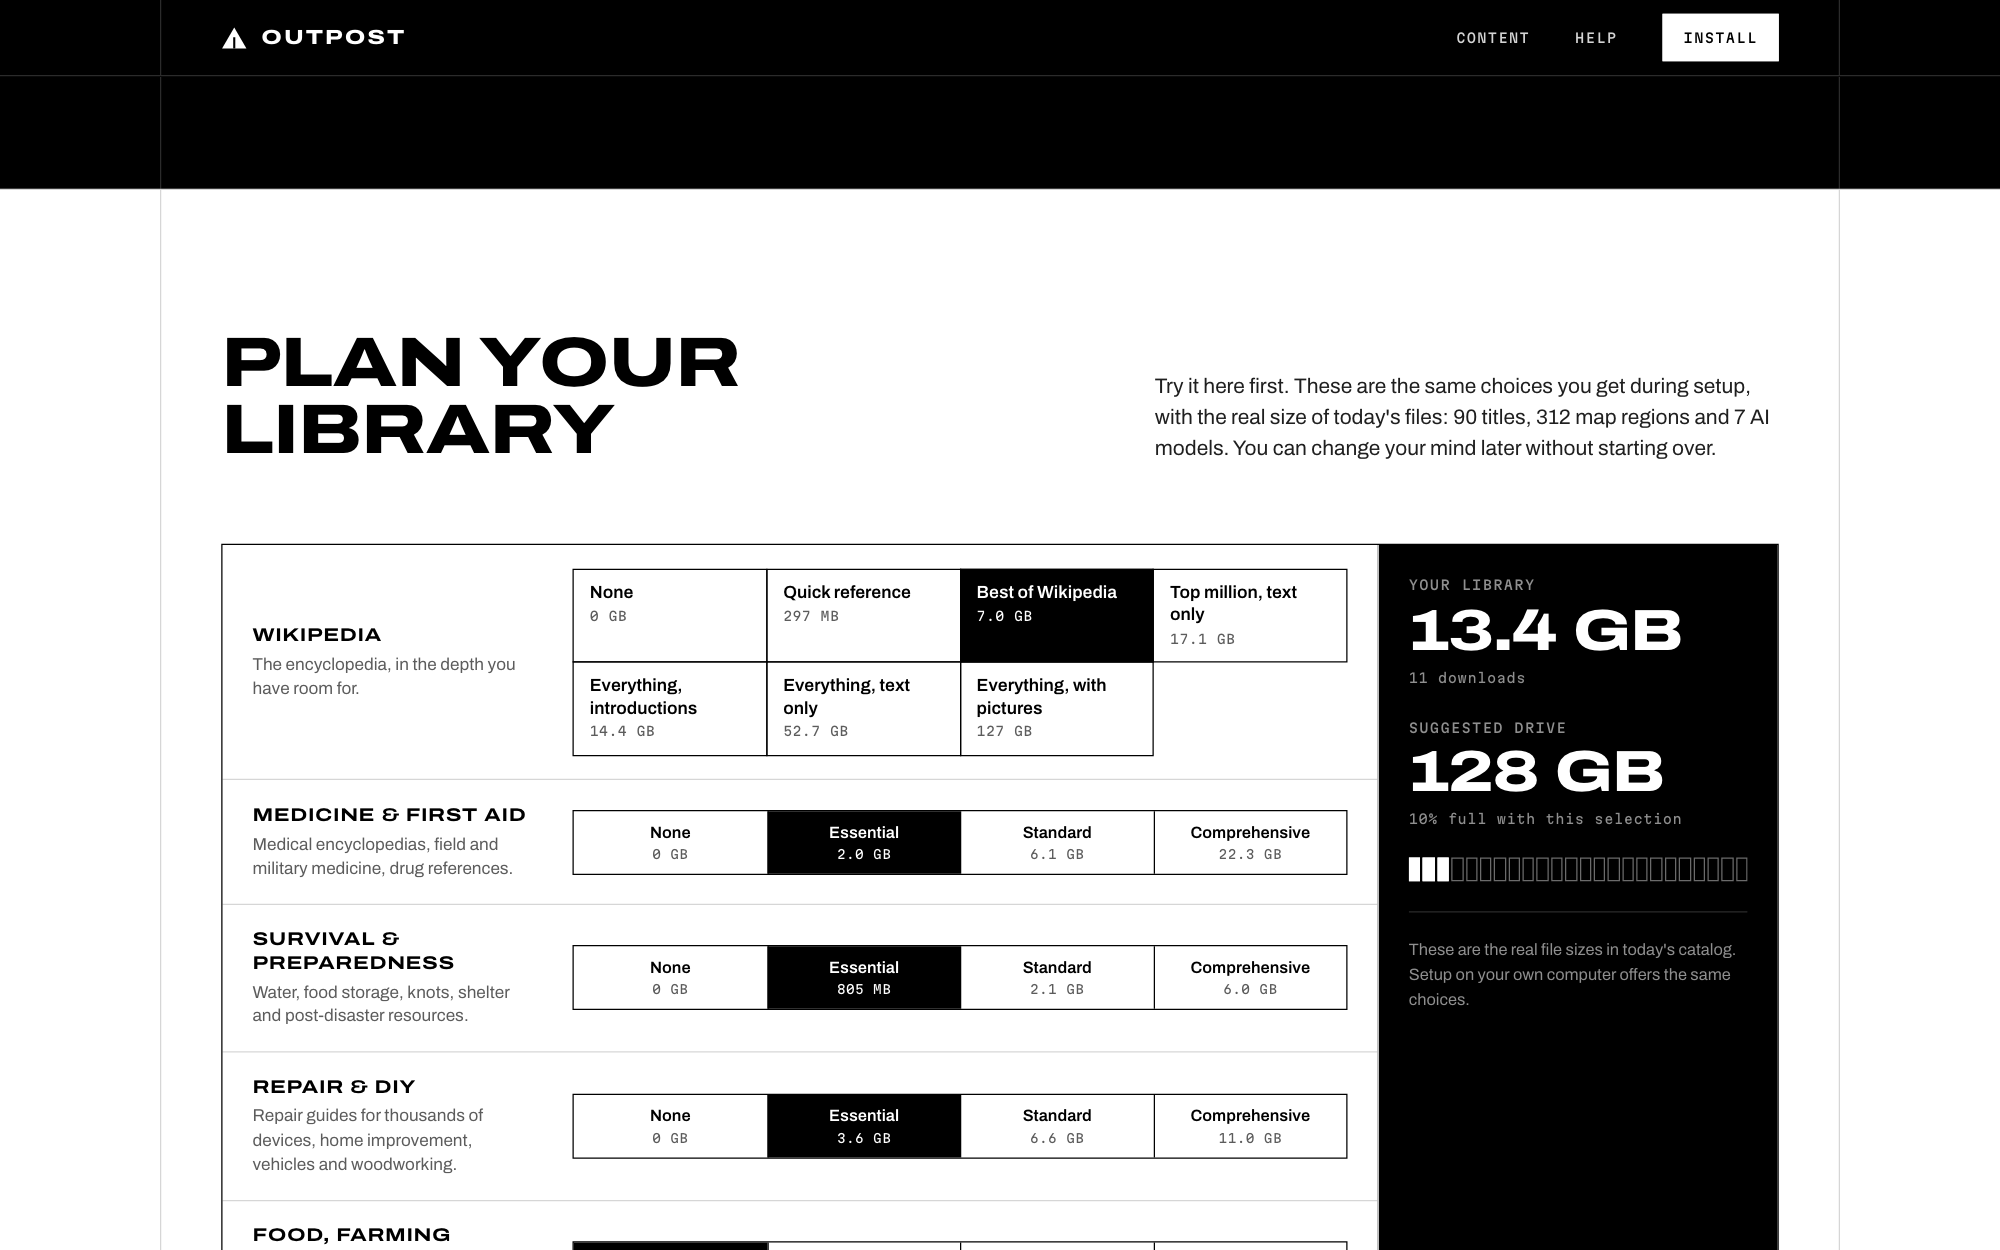 OUTPOST
CONTENT
HELP
INSTALL
PLAN YOUR
LIBRARY
Try it here first. These are the same choices you get during setup,
with the real size of today's files: 90 titles, 312 map regions and 7 AI
models. You can change your mind later without starting over.
WIKIPEDIA
The encyclopedia, in the depth you
have room for.
None
0 GB
Quick reference
297 MB
Best of Wikipedia
7.0 GB
Top million, text
only
17.1 GB
Everything,
introductions
14.4 GB
Everything, text
only
52.7 GB
Everything, with
pictures
127 GB
MEDICINE & FIRST AID
Medical encyclopedias, field and
military medicine, drug references.
None
0 GB
Essential
2.0 GB
Standard
6.1 GB
Comprehensive
22.3 GB
SURVIVAL &
PREPAREDNESS
Water, food storage, knots, shelter
and post-disaster resources.
None
0 GB
Essential
805 MB
Standard
2.1 GB
Comprehensive
6.0 GB
REPAIR & DIY
Repair guides for thousands of
devices, home improvement,
vehicles and woodworking.
None
0 GB
Essential
3.6 GB
Standard
6.6 GB
Comprehensive
11.0 GB
FOOD, FARMING
YOUR LIBRARY
13.4 GB
11 downloads
SUGGESTED DRIVE
128 GB
10% full with this selection
These are the real file sizes in today's catalog.
Setup on your own computer offers the same
choices.